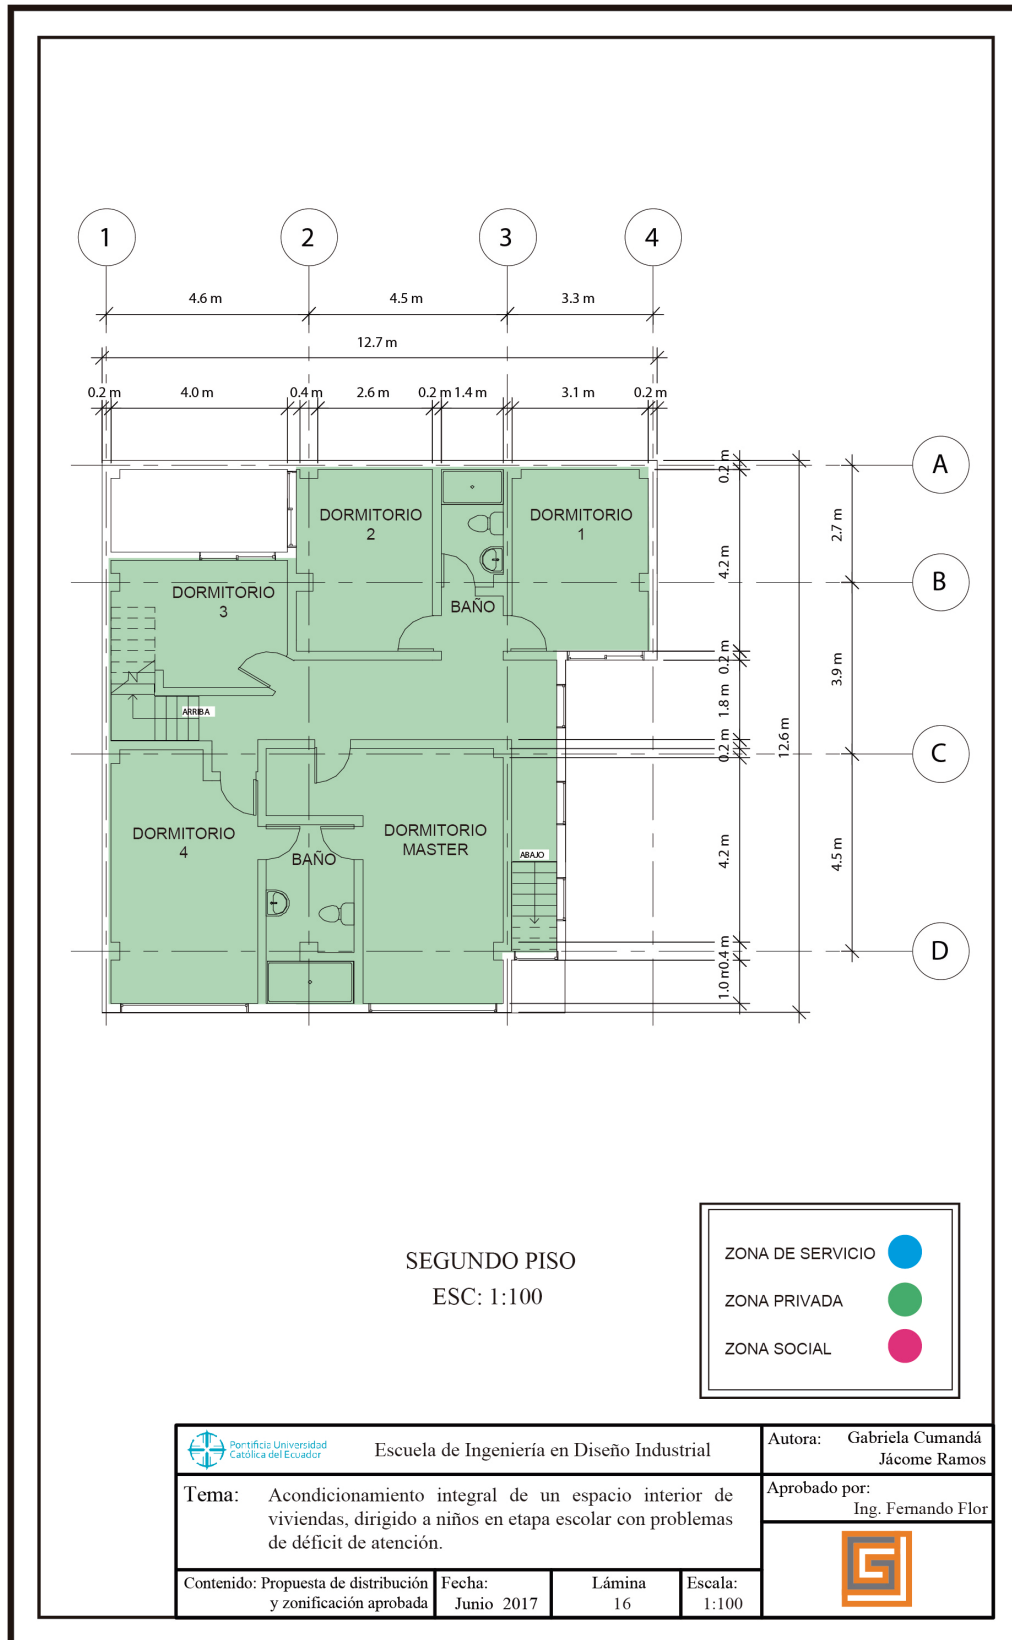 1 2 3 4
4.6 m 4.5 m 3.3 m
12.7 m
0.2 m 4.0 m 0.4 m 2.6 m 0.2 m 1.4 m 3.1 m 0.2 m
A
B
C
D
0.2 m
4.2 m
0.2 m
1.8 m
0.2 m
4.2 m
0.4 m
1.0 m
12.6 m
2.7 m
3.9 m
4.5 m
DORMITORIO
2
DORMITORIO
1
DORMITORIO
3
BAÑO
N
ARRIBA
DORMITORIO
4
BAÑO
DORMITORIO
MASTER
ABAJO
SEGUNDO PISO
ESC: 1:100
ZONA DE SERVICIO
ZONA PRIVADA
ZONA SOCIAL
Pontificia Universidad
Católica del Ecuador
Escuela de Ingeniería en Diseño Industrial
Autora: Gabriela Cumandá
Jácome Ramos
Tema: Acondicionamiento integral de un espacio interior de
viviendas, dirigido a niños en etapa escolar con problemas
de déficit de atención.
Aprobado por:
Ing. Fernando Flor
Contenido: Propuesta de distribución
y zonificación aprobada
Fecha:
Junio 2017
Lámina
16
Escala:
1:100